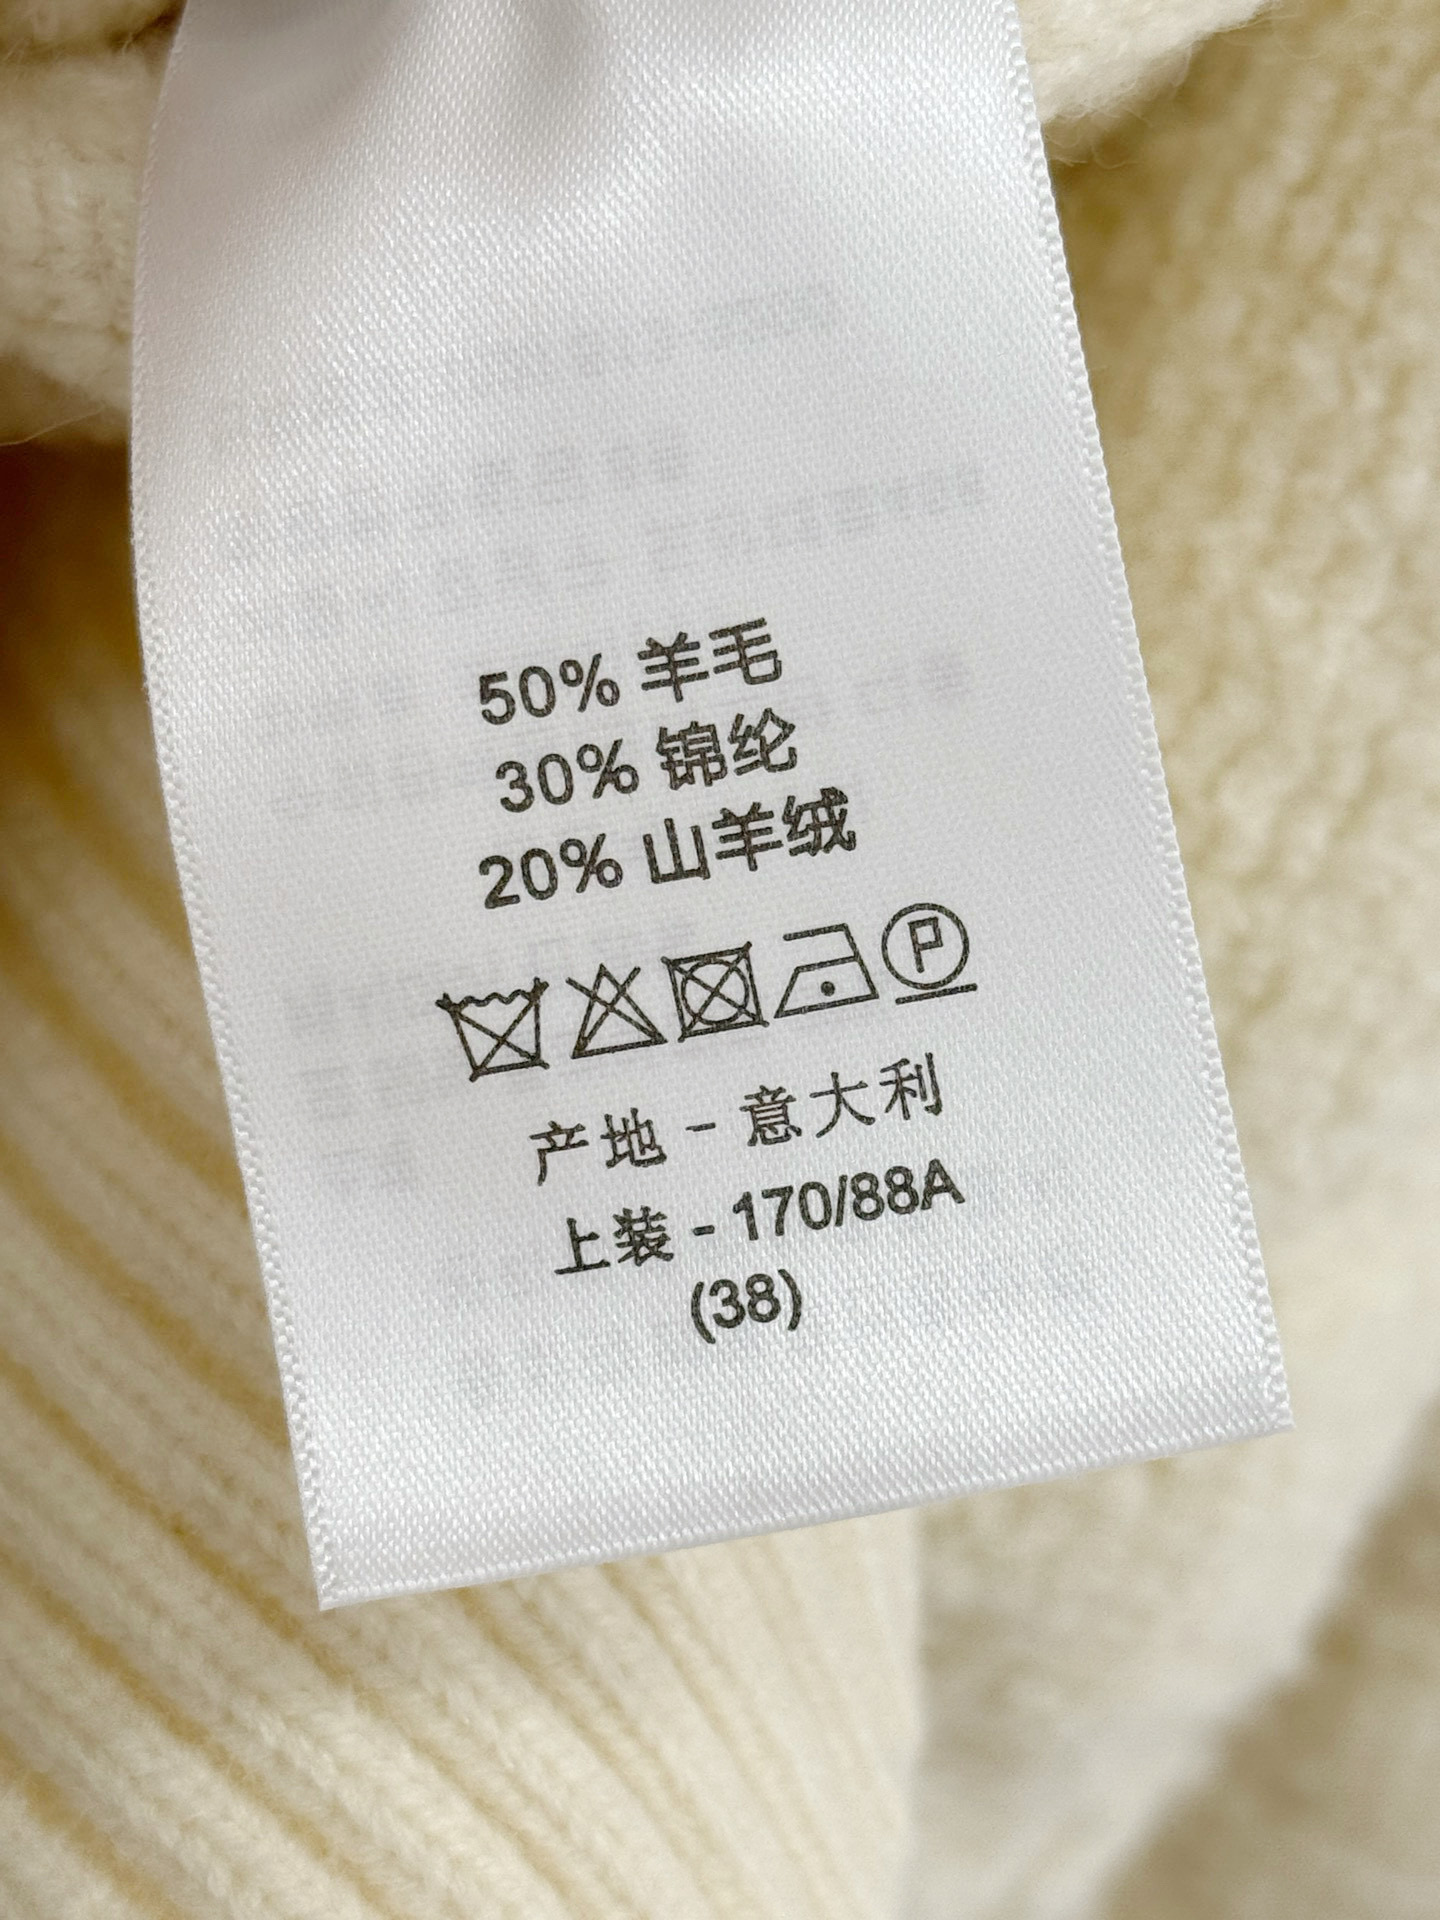 50% 羊毛
30% 锦纶
20% 山羊绒
P
产地 - 意大利
上装 - 170/88A
(38)